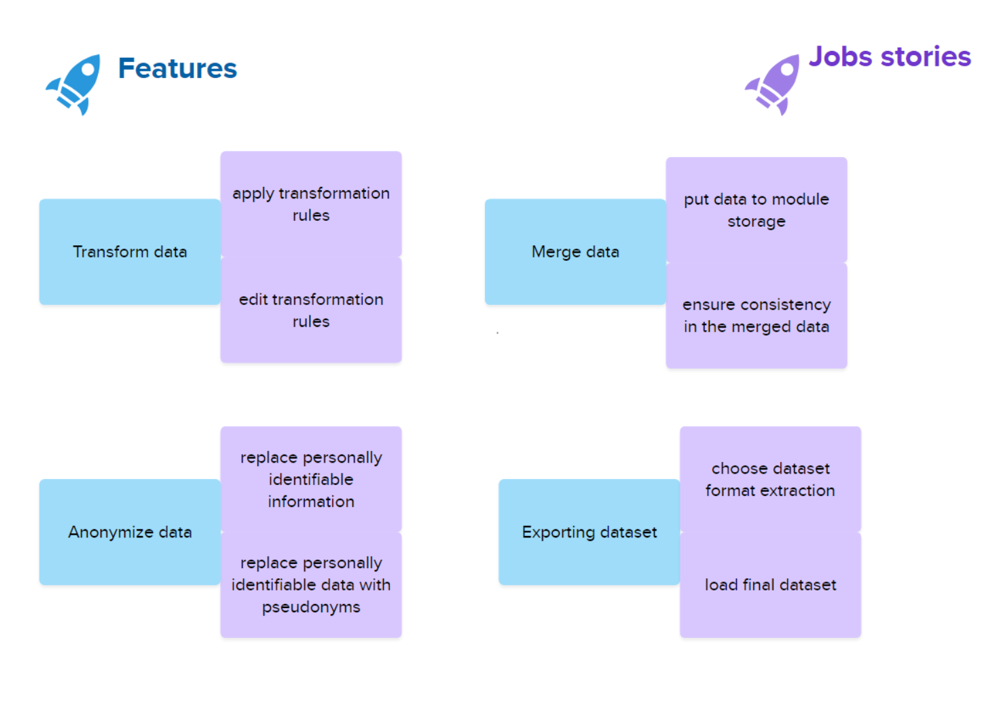 Features
Jobs stories
Transform data
apply transformation
rules
edit transformation
rules
Merge data
put data to module
storage
ensure consistency
in the merged data
Anonymize data
replace personally
identifiable
information
replace personally
identifiable data with
pseudonyms
Exporting dataset
choose dataset
format extraction
load final dataset